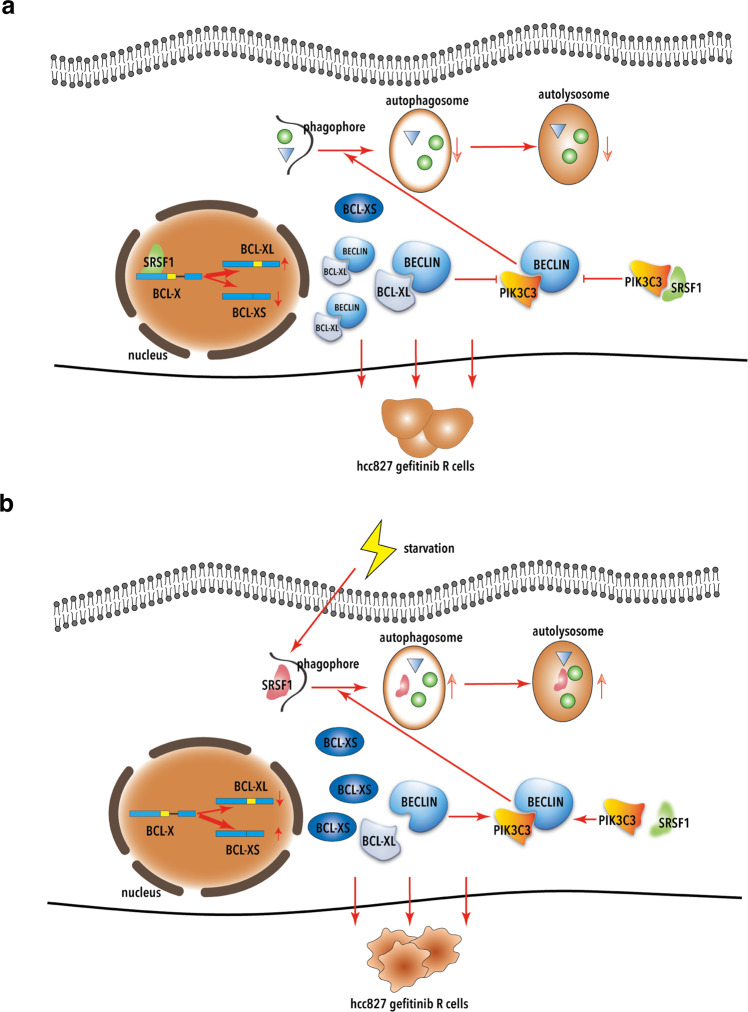 a
autophagosome
autolysosome
phagophore
BCL-XS
SRSF1
BCL-XL
BCL-X
BCL-XS
BECLIN
BCL-XL
BECLIN
BCL-XL
BECLIN
BCL-XL
BECLIN
PIK3C3
PIK3C3
SRSF1
nucleus
hcc827 gefitinib R cells
b
starvation
autophagosome
autolysosome
phagophore
SRSF1
BCL-XS
BCL-XS
BCL-XS
BCL-XL
BCL-X
BCL-XS
BECLIN
BCL-XL
BECLIN
PIK3C3
PIK3C3
SRSF1
nucleus
hcc827 gefitinib R cells